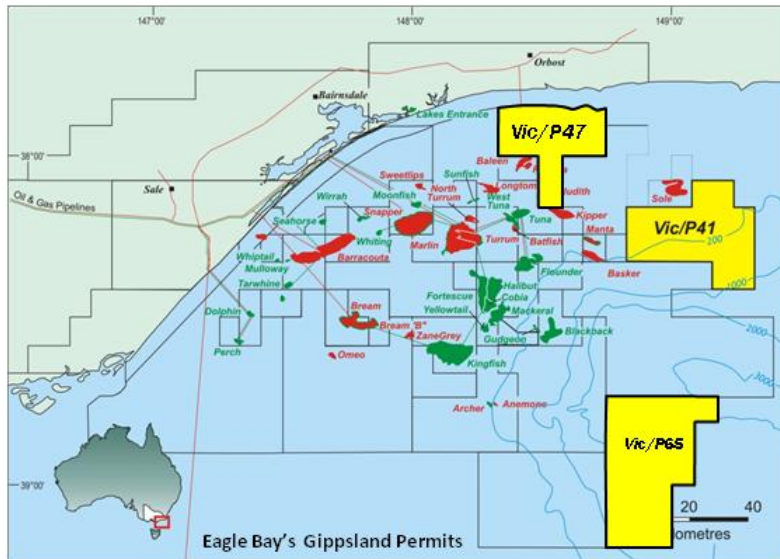 147°00'
148°00'
149°00'
Orbost
Bairnsdale
Lakes Entrance
Vic/P47
38°00'
Sale
Oil & Gas Pipelines
Baleen
Sweetlips
Sunfish
Longtom
Judith
Sole
Wirrah
Moonfish
North
Turrum
West
Tuna
Seahorse
Snapper
Tuna
Kipper
Manta
Vic/P41
200
Whiting
Marlin
Turrum
Batfish
Whiptail
Mulloway
Barracouta
Flounder
Basker
Tarwhine
Halibut
1000
Fortescue
Cobia
Dolphin
Bream
Yellowtail
Mackeral
2000
Bream "B"
ZaneGrey
Gudgeon
Blackback
Perch
Omeo
Kingfish
3000
Archer
Anemone
Vic/P65
39°00'
20
40
lometres
Eagle Bay's Gippsland Permits